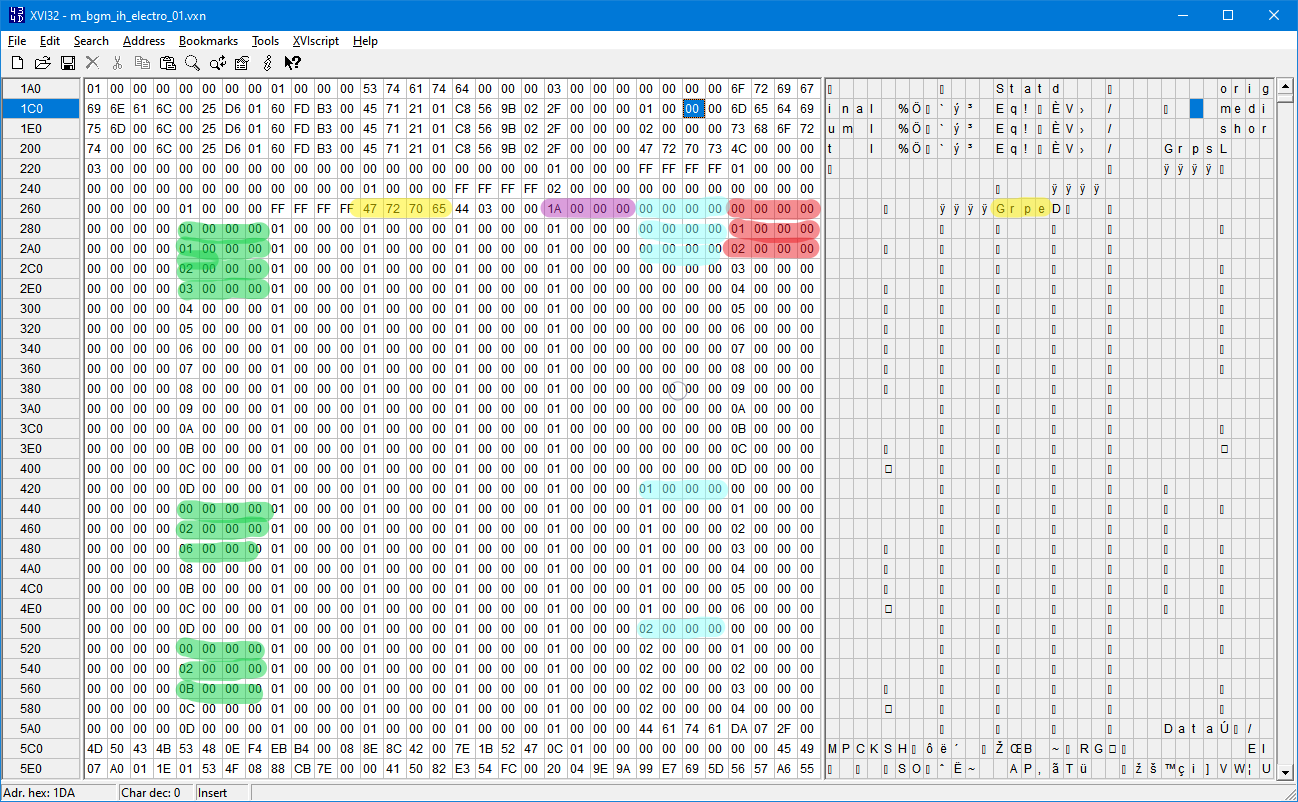 XVI32 - m_bgm_ih_electro_01.vxn
File Edit Search Address Bookmarks Tools XVIscript Help
1A0 01 00 00 00 00 00 00 00 00 00 00 00 53 74 61 74 64 00 00 00 03 00 00 00 00 00 00 00 6F 72 69 67 S t a t d o r i g
1C0 69 6E 61 6C 00 25 D6 01 60 FD B3 00 45 71 21 01 C8 56 9B 02 2F 00 00 00 01 00 00 00 6D 65 64 69 i n a l % Ö ` ý ³ E q ! È V › / m e d i
1E0 75 6D 00 6C 00 25 D6 01 60 FD B3 00 45 71 21 01 C8 56 9B 02 2F 00 00 00 02 00 00 00 73 68 6F 72 u m l % Ö ` ý ³ E q ! È V › / s h o r
200 74 00 00 6C 00 25 D6 01 60 FD B3 00 45 71 21 01 C8 56 9B 02 2F 00 00 00 47 72 70 73 4C 00 00 00 t l % Ö ` ý ³ E q ! È V › / G r p s L
220 03 00 00 00 00 00 00 00 00 00 00 00 00 00 00 00 00 00 00 00 01 00 00 00 FF FF FF FF 01 00 00 00 ÿ ÿ ÿ ÿ
240 00 00 00 00 00 00 00 00 00 00 00 00 01 00 00 00 FF FF FF FF 02 00 00 00 00 00 00 00 00 00 00 00 ÿ ÿ ÿ ÿ
260 00 00 00 00 01 00 00 00 FF FF FF FF 47 72 70 65 44 03 00 00 1A 00 00 00 00 00 00 00 00 00 00 00 ÿ ÿ ÿ ÿ G r p e D
280 00 00 00 00 00 00 00 00 01 00 00 00 01 00 00 00 01 00 00 00 01 00 00 00 00 00 00 00 01 00 00 00
2A0 00 00 00 00 01 00 00 00 01 00 00 00 01 00 00 00 01 00 00 00 01 00 00 00 00 00 00 00 02 00 00 00
2C0 00 00 00 00 02 00 00 00 01 00 00 00 01 00 00 00 01 00 00 00 01 00 00 00 00 00 00 00 03 00 00 00
2E0 00 00 00 00 03 00 00 00 01 00 00 00 01 00 00 00 01 00 00 00 01 00 00 00 00 00 00 00 04 00 00 00
300 00 00 00 00 04 00 00 00 01 00 00 00 01 00 00 00 01 00 00 00 01 00 00 00 00 00 00 00 05 00 00 00
320 00 00 00 00 05 00 00 00 01 00 00 00 01 00 00 00 01 00 00 00 01 00 00 00 00 00 00 00 06 00 00 00
340 00 00 00 00 06 00 00 00 01 00 00 00 01 00 00 00 01 00 00 00 01 00 00 00 00 00 00 00 07 00 00 00
360 00 00 00 00 07 00 00 00 01 00 00 00 01 00 00 00 01 00 00 00 01 00 00 00 00 00 00 00 08 00 00 00
380 00 00 00 00 08 00 00 00 01 00 00 00 01 00 00 00 01 00 00 00 01 00 00 00 00 00 00 00 09 00 00 00
3A0 00 00 00 00 09 00 00 00 01 00 00 00 01 00 00 00 01 00 00 00 01 00 00 00 00 00 00 00 0A 00 00 00
3C0 00 00 00 00 0A 00 00 00 01 00 00 00 01 00 00 00 01 00 00 00 01 00 00 00 00 00 00 00 0B 00 00 00
3E0 00 00 00 00 0B 00 00 00 01 00 00 00 01 00 00 00 01 00 00 00 01 00 00 00 00 00 00 00 0C 00 00 00
400 00 00 00 00 0C 00 00 00 01 00 00 00 01 00 00 00 01 00 00 00 01 00 00 00 00 00 00 00 0D 00 00 00
420 00 00 00 00 0D 00 00 00 01 00 00 00 01 00 00 00 01 00 00 00 01 00 00 00 01 00 00 00 00 00 00 00
440 00 00 00 00 00 00 00 00 01 00 00 00 01 00 00 00 01 00 00 00 01 00 00 00 01 00 00 00 01 00 00 00
460 00 00 00 00 02 00 00 00 01 00 00 00 01 00 00 00 01 00 00 00 01 00 00 00 01 00 00 00 02 00 00 00
480 00 00 00 00 06 00 00 00 01 00 00 00 01 00 00 00 01 00 00 00 01 00 00 00 01 00 00 00 03 00 00 00
4A0 00 00 00 00 08 00 00 00 01 00 00 00 01 00 00 00 01 00 00 00 01 00 00 00 01 00 00 00 04 00 00 00
4C0 00 00 00 00 0B 00 00 00 01 00 00 00 01 00 00 00 01 00 00 00 01 00 00 00 01 00 00 00 05 00 00 00
4E0 00 00 00 00 0C 00 00 00 01 00 00 00 01 00 00 00 01 00 00 00 01 00 00 00 01 00 00 00 06 00 00 00
500 00 00 00 00 0D 00 00 00 01 00 00 00 01 00 00 00 01 00 00 00 01 00 00 00 02 00 00 00 00 00 00 00
520 00 00 00 00 00 00 00 00 01 00 00 00 01 00 00 00 01 00 00 00 01 00 00 00 02 00 00 00 01 00 00 00
540 00 00 00 00 02 00 00 00 01 00 00 00 01 00 00 00 01 00 00 00 01 00 00 00 02 00 00 00 02 00 00 00
560 00 00 00 00 0B 00 00 00 01 00 00 00 01 00 00 00 01 00 00 00 01 00 00 00 02 00 00 00 03 00 00 00
580 00 00 00 00 0C 00 00 00 01 00 00 00 01 00 00 00 01 00 00 00 01 00 00 00 02 00 00 00 04 00 00 00
5A0 00 00 00 00 0D 00 00 00 01 00 00 00 01 00 00 00 01 00 00 00 01 00 00 00 44 61 74 61 DA 07 2F 00 D a t a Ú /
5C0 4D 50 43 4B 53 48 0E F4 EB B4 00 08 8E 8C 42 00 7E 1B 52 47 0C 01 00 00 00 00 00 00 00 00 45 49 M P C K S H ô ë ´ Ž Œ B ~ R G E I
5E0 07 A0 01 1E 01 53 4F 08 88 CB 7E 00 00 41 50 82 E3 54 FC 00 20 04 9E 9A 99 E7 69 5D 56 57 A6 55 S O ˆ Ë ~ A P ‚ ã T ü ž š ™ ç i ] V W ¦ U
Adr. hex: 1DA Char dec: 0 Insert